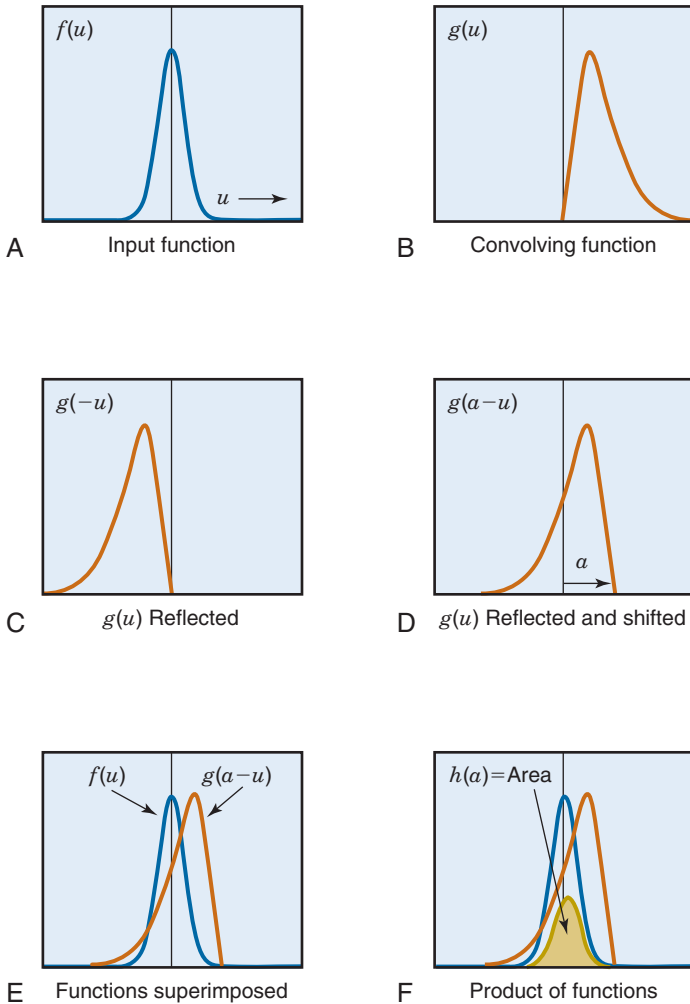 f(u)
u
A
Input function
g(u)
B
Convolving function
g(−u)
C
g(u) Reflected
g(a−u)
a
D
g(u) Reflected and shifted
f(u)
g(a−u)
E
Functions superimposed
h(a)=Area
F
Product of functions